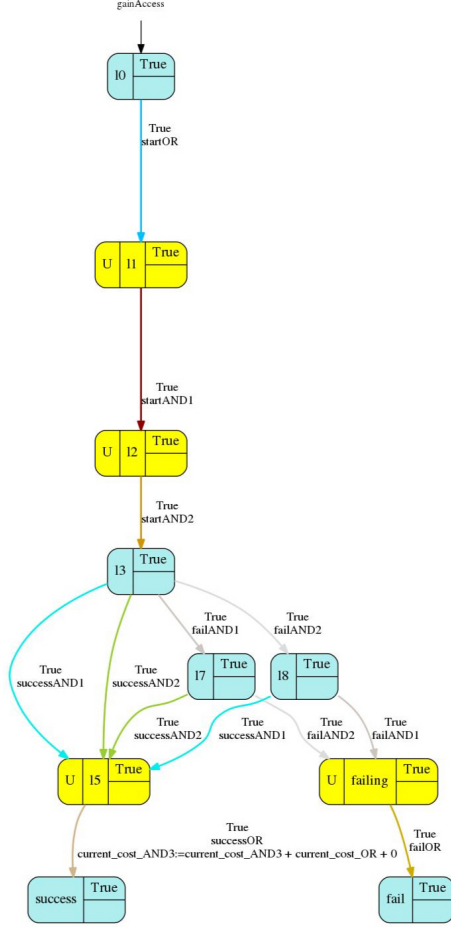 gainAccess
l0 True
True
startOR
U l1 True
True
startAND1
U l2 True
True
startAND2
l3 True
True
failAND1
True
failAND2
True
successAND1
True
successAND2
l7 True
l8 True
True
successAND2
True
successAND1
True
failAND2
True
failAND1
U l5 True
U failing True
True
successOR
current_cost_AND3:=current_cost_AND3 + current_cost_OR + 0
True
failOR
success True
fail True